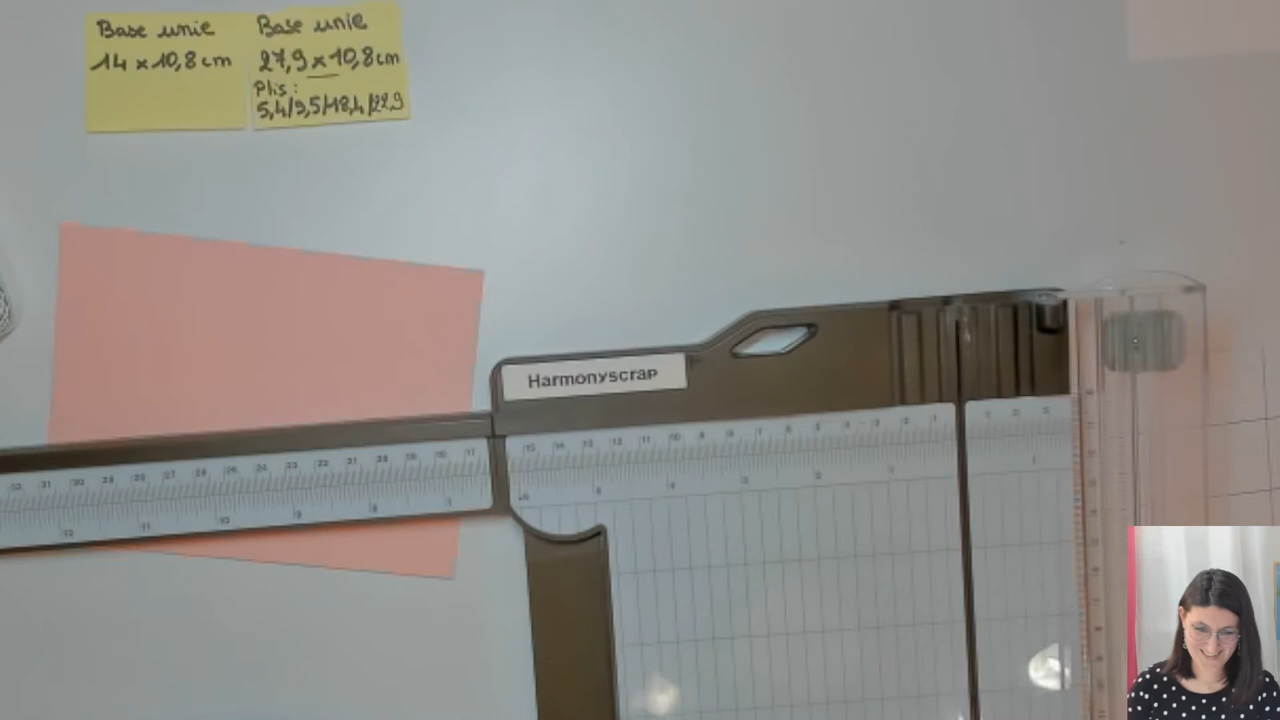 Base unie
14 x 10,8 cm
Base unie
27,9 x 10,8 cm
Plis :
5,4/9,5/18,4/22,9
Harmonyscrap